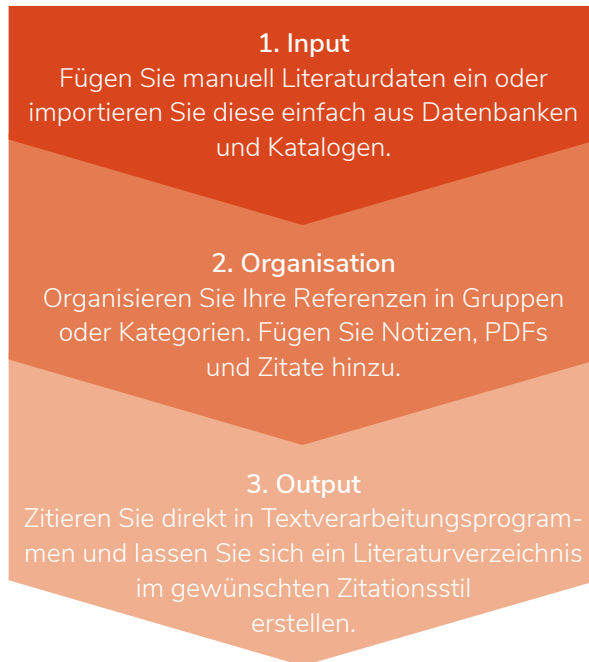 1. Input
Fügen Sie manuell Literaturdaten ein oder
importieren Sie diese einfach aus Datenbanken
und Katalogen.
2. Organisation
Organisieren Sie Ihre Referenzen in Gruppen
oder Kategorien. Fügen Sie Notizen, PDFs
und Zitate hinzu.
3. Output
Zitieren Sie direkt in Textverarbeitungsprogram-
men und lassen Sie sich ein Literaturverzeichnis
im gewünschten Zitationsstil
erstellen.